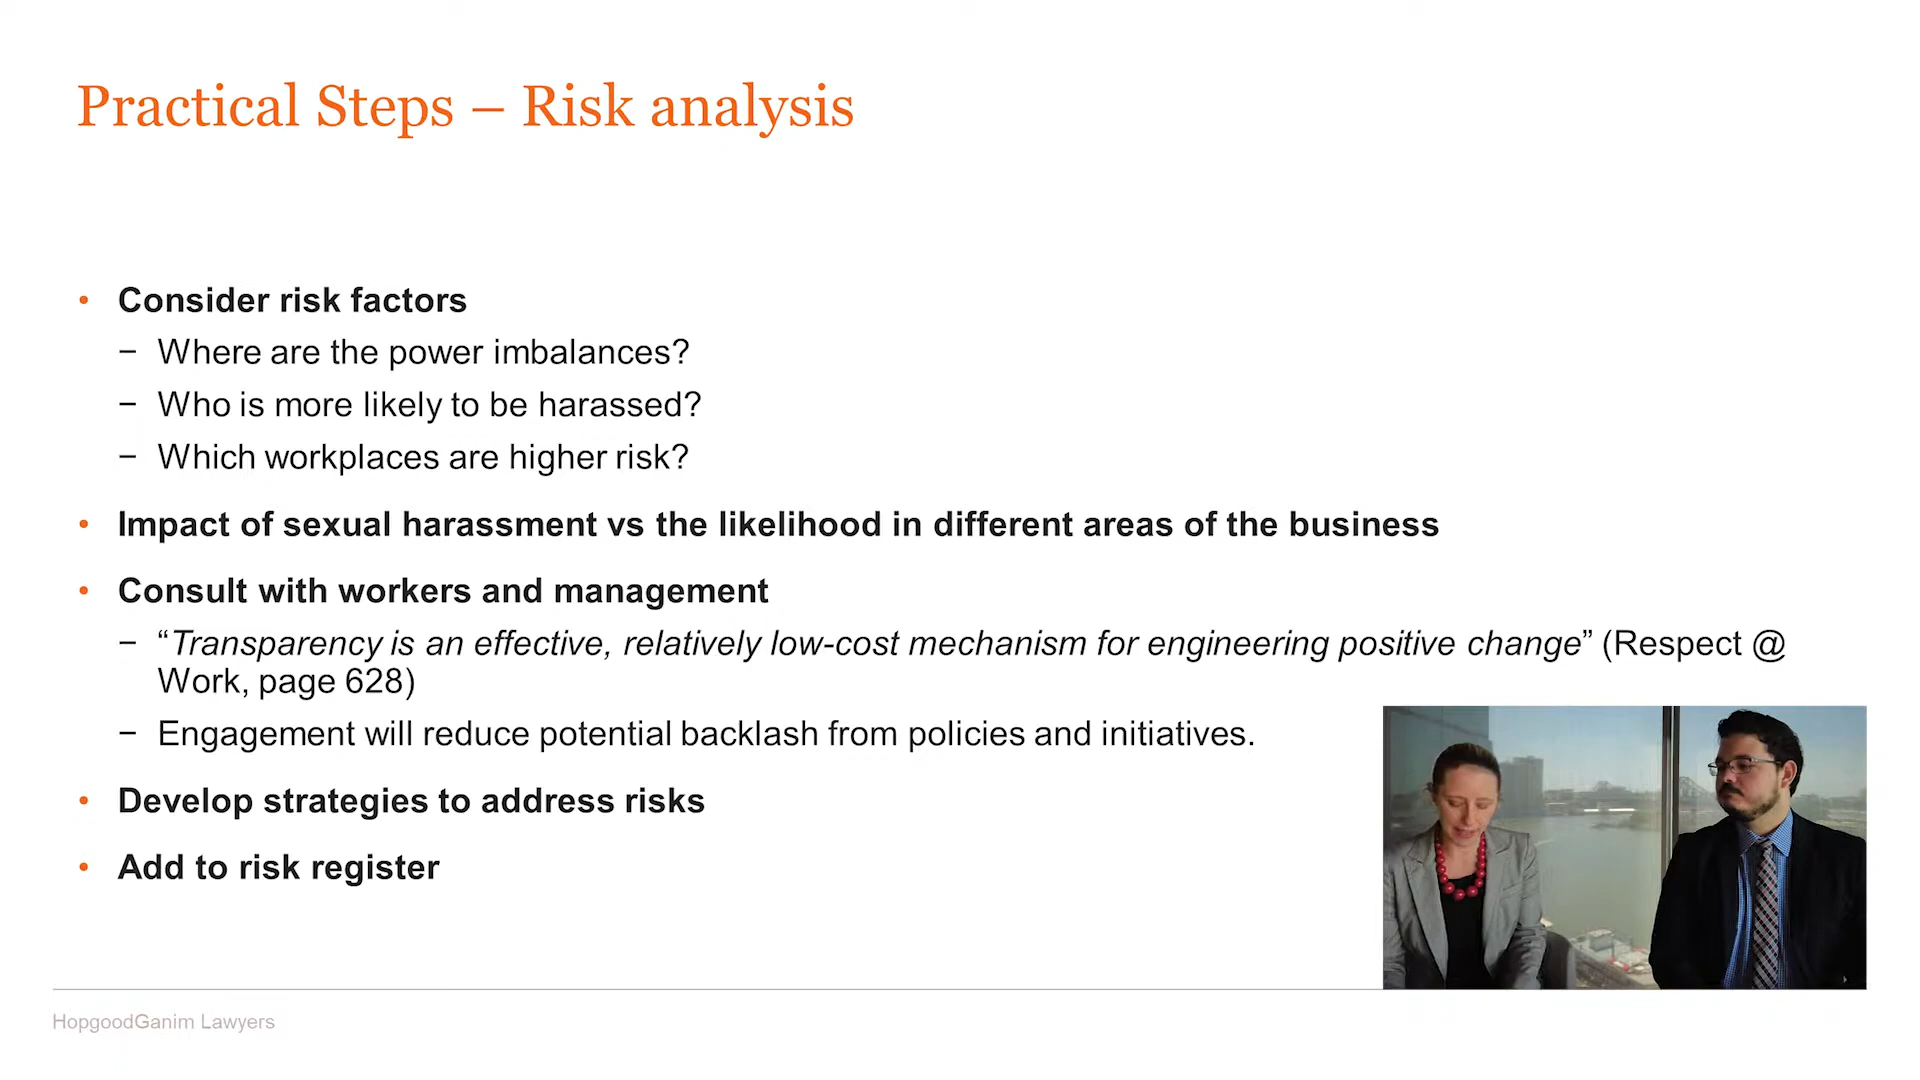 Practical Steps – Risk analysis
• Consider risk factors
– Where are the power imbalances?
– Who is more likely to be harassed?
– Which workplaces are higher risk?
• Impact of sexual harassment vs the likelihood in different areas of the business
• Consult with workers and management
– “Transparency is an effective, relatively low-cost mechanism for engineering positive change” (Respect @
Work, page 628)
– Engagement will reduce potential backlash from policies and initiatives.
• Develop strategies to address risks
• Add to risk register
HopgoodGanim Lawyers